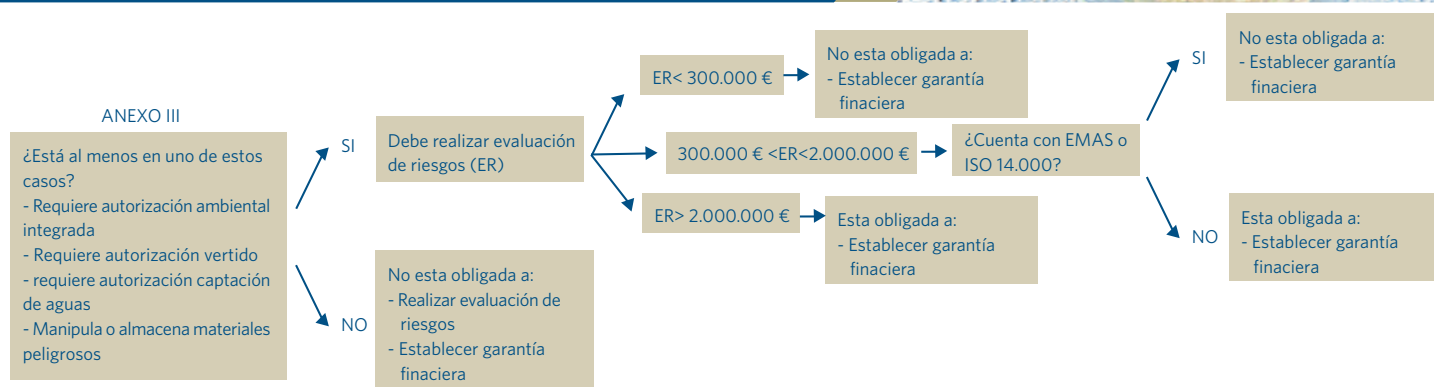 ANEXO III
¿Está al menos en uno de estos
casos?
- Requiere autorización ambiental
integrada
- Requiere autorización vertido
- requiere autorización captación
de aguas
- Manipula o almacena materiales
peligrosos
SI
Debe realizar evaluación
de riesgos (ER)
NO
No esta obligada a:
- Realizar evaluación de
riesgos
- Establecer garantía
finaciera
ER< 300.000 €
No esta obligada a:
- Establecer garantía
finaciera
300.000 € <ER<2.000.000 €
¿Cuenta con EMAS o
ISO 14.000?
ER> 2.000.000 €
Esta obligada a:
- Establecer garantía
finaciera
SI
No esta obligada a:
- Establecer garantía
finaciera
NO
Esta obligada a:
- Establecer garantía
finaciera